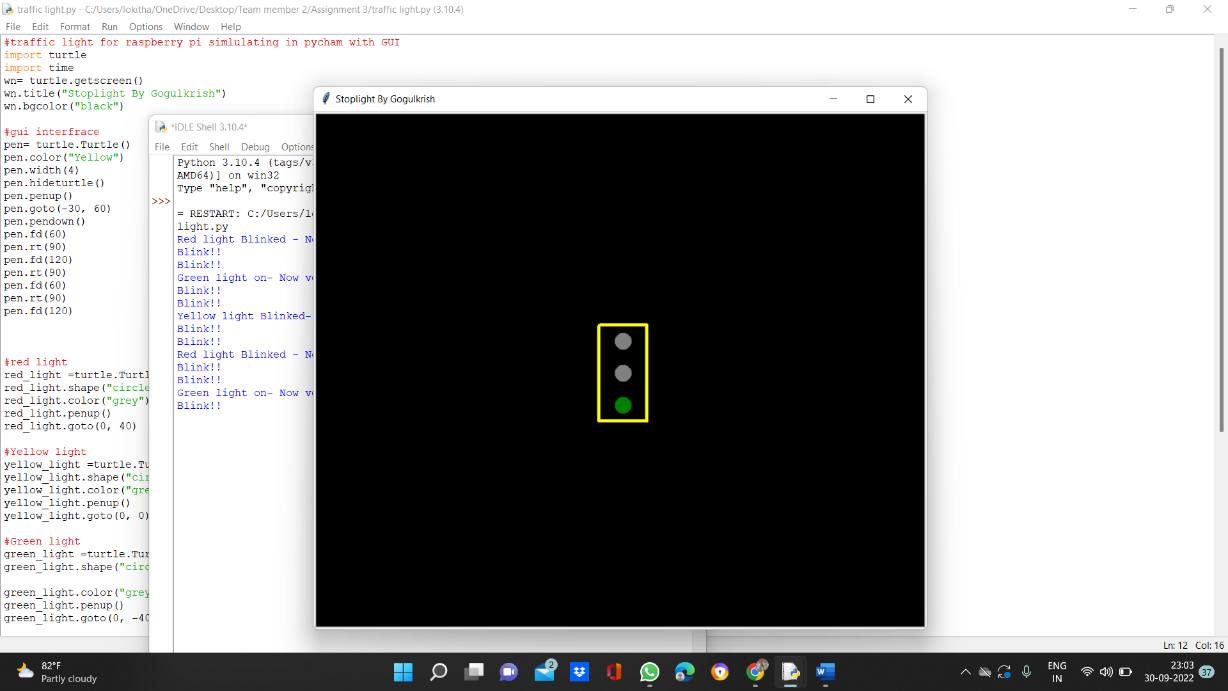 traffic light.py - C:/Users/lokitha/OneDrive/Desktop/Team member 2/Assignment 3/traffic light.py (3.10.4)
File Edit Format Run Options Window Help
#traffic light for raspberry pi simlulating in pycham with GUI
import turtle
import time
wn= turtle.getscreen()
wn.title("Stoplight By Gogulkrish")
wn.bgcolor("black")
#gui interfrace
pen= turtle.Turtle()
pen.color("Yellow")
pen.width(4)
pen.hideturtle()
pen.penup()
pen.goto(-30, 60)
pen.pendown()
pen.fd(60)
pen.rt(90)
pen.fd(120)
pen.rt(90)
pen.fd(60)
pen.rt(90)
pen.fd(120)
#red light
red_light =turtle.Turtl
red_light.shape("circle
red_light.color("grey")
red_light.penup()
red_light.goto(0, 40)
#Yellow light
yellow_light =turtle.Tu
yellow_light.shape("cir
yellow_light.color("gre
yellow_light.penup()
yellow_light.goto(0, 0)
#Green light
green_light =turtle.Tur
green_light.shape("circ
green_light.color("grey
green_light.penup()
green_light.goto(0, -40
*IDLE Shell 3.10.4*
File Edit Shell Debug Options
Python 3.10.4 (tags/v3
AMD64)] on win32
Type "help", "copyrig
>>>
= RESTART: C:/Users/lo
light.py
Red light Blinked - No
Blink!!
Blink!!
Green light on- Now ve
Blink!!
Blink!!
Yellow light Blinked-
Blink!!
Blink!!
Red light Blinked - No
Blink!!
Blink!!
Green light on- Now ve
Blink!!
Stoplight By Gogulkrish
Ln: 12 Col: 16
82°F
Partly cloudy
2
ENG
IN
23:03
30-09-2022
37